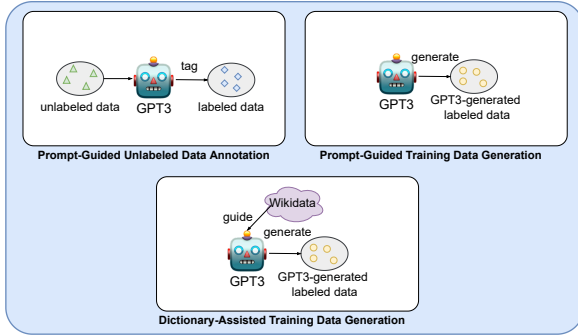 tag
unlabeled data
GPT3
labeled data
Prompt-Guided Unlabeled Data Annotation
generate
GPT3
GPT3-generated
labeled data
Prompt-Guided Training Data Generation
Wikidata
guide
generate
GPT3
GPT3-generated
labeled data
Dictionary-Assisted Training Data Generation